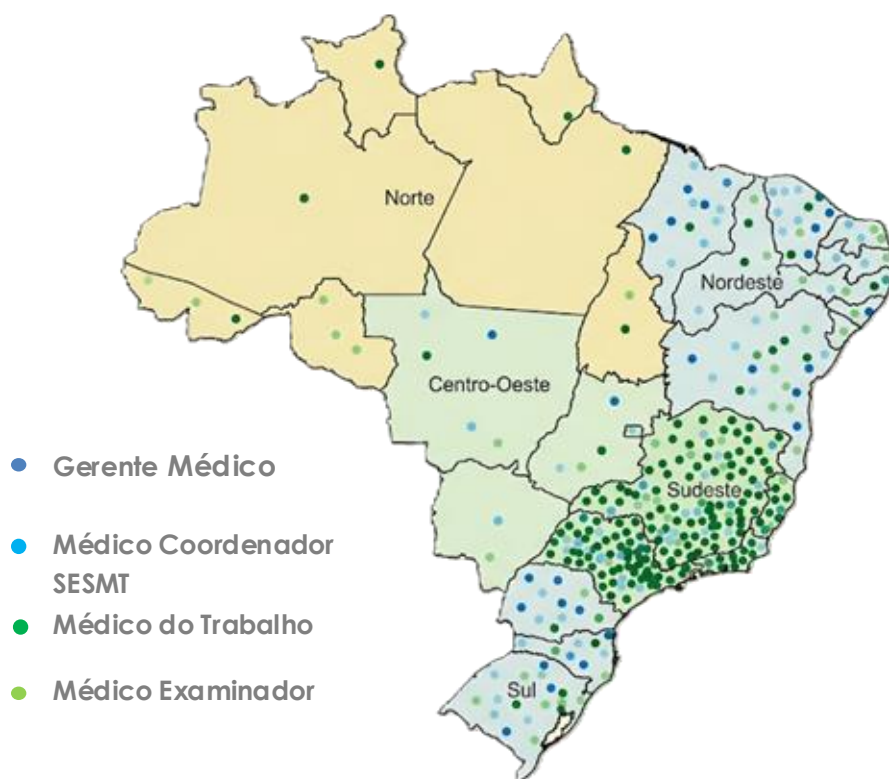 Norte
Nordeste
Centro-Oeste
Sudeste
Sul
Gerente Médico
Médico Coordenador
SESMT
Médico do Trabalho
Médico Examinador